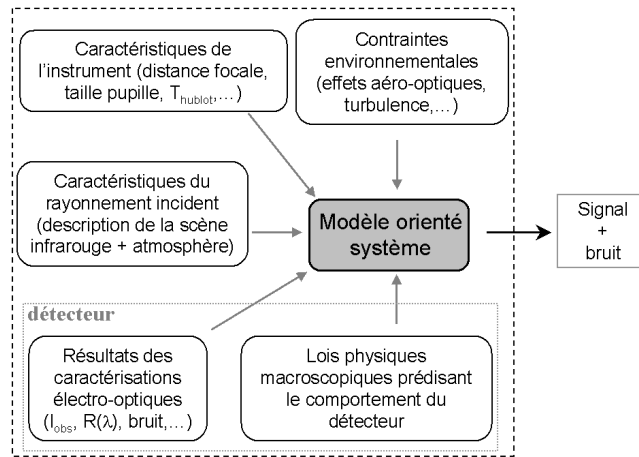 Caractéristiques de
l'instrument (distance focale,
taille pupille, T_hublot,…)
Contraintes
environnementales
(effets aéro-optiques,
turbulence,…)
Caractéristiques du
rayonnement incident
(description de la scène
infrarouge + atmosphère)
Modèle orienté
système
Signal
+
bruit
détecteur
Résultats des
caractérisations
électro-optiques
(I_obs, R(λ), bruit,…)
Lois physiques
macroscopiques prédisant
le comportement du
détecteur